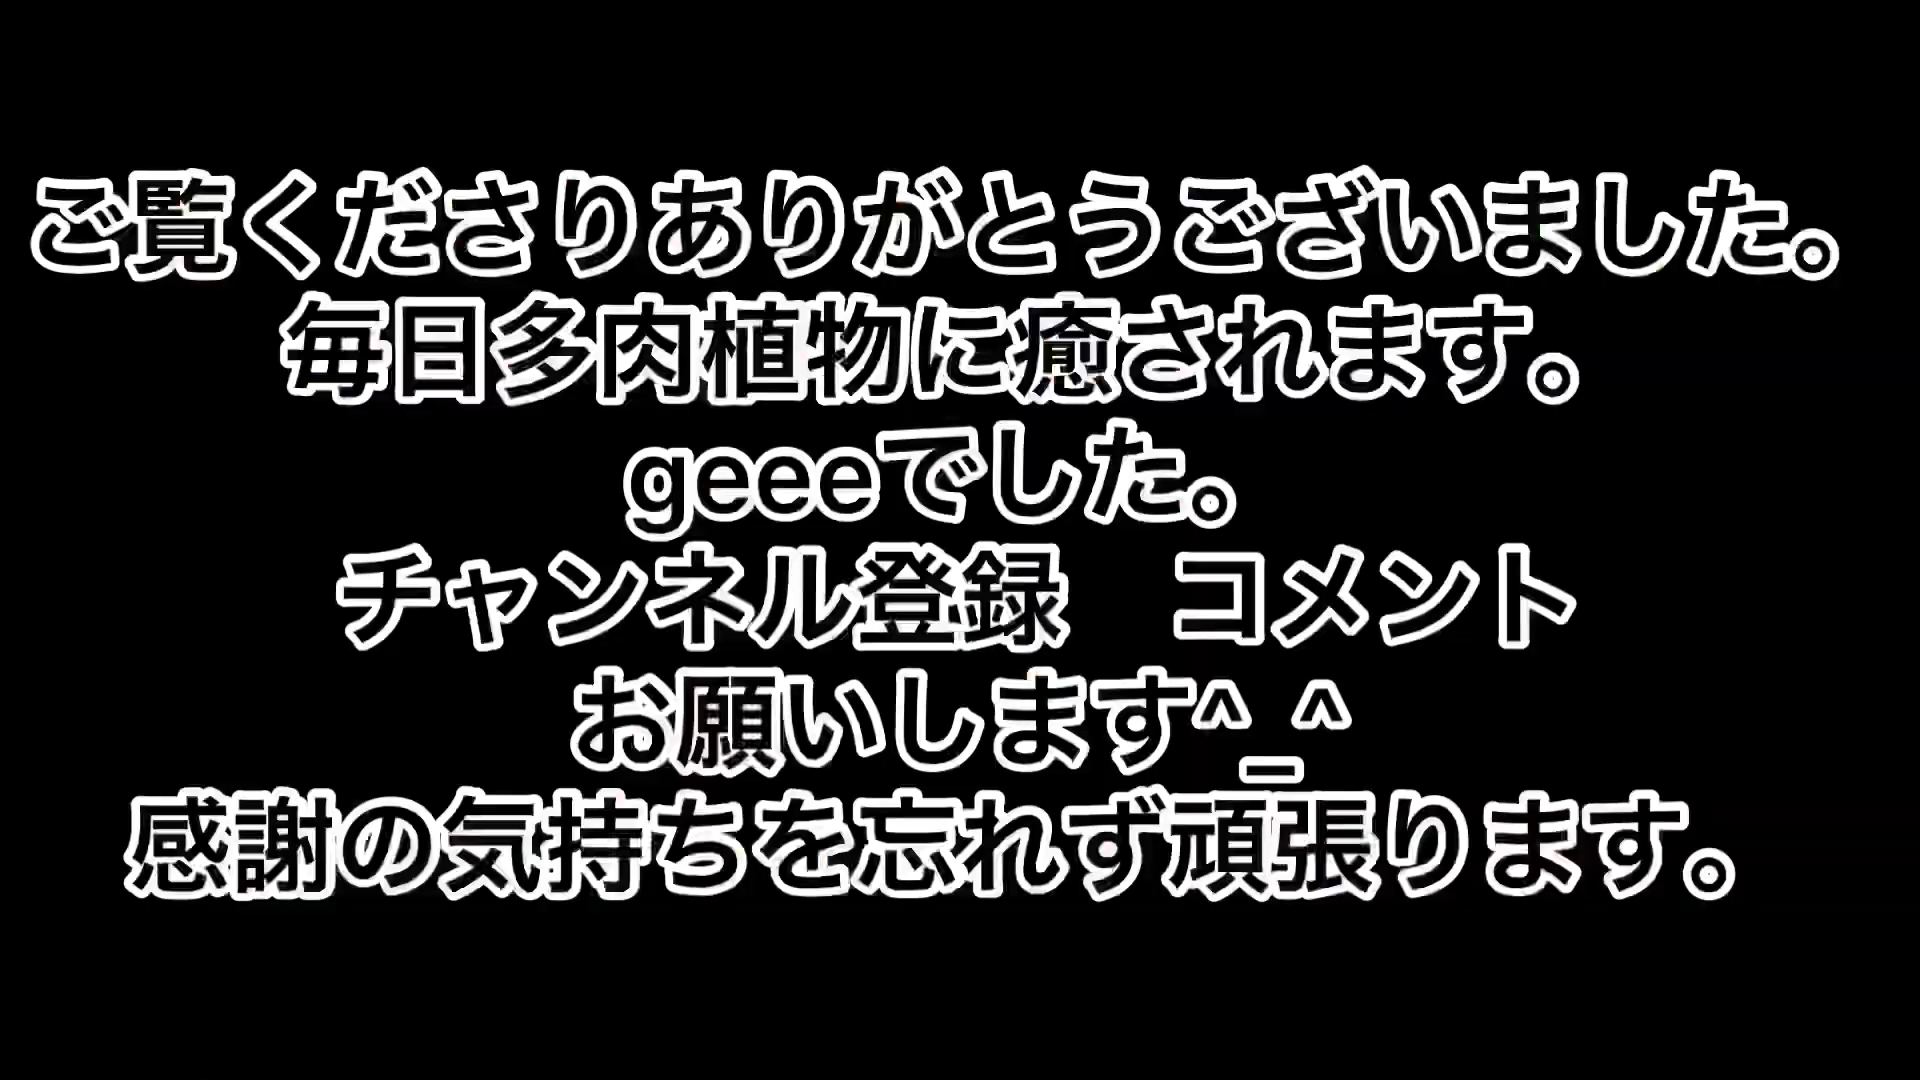 ご覧くださりありがとうございました。
毎日多肉植物に癒されます。
geeeでした。
チャンネル登録　コメント
お願いします^_^
感謝の気持ちを忘れず頑張ります。